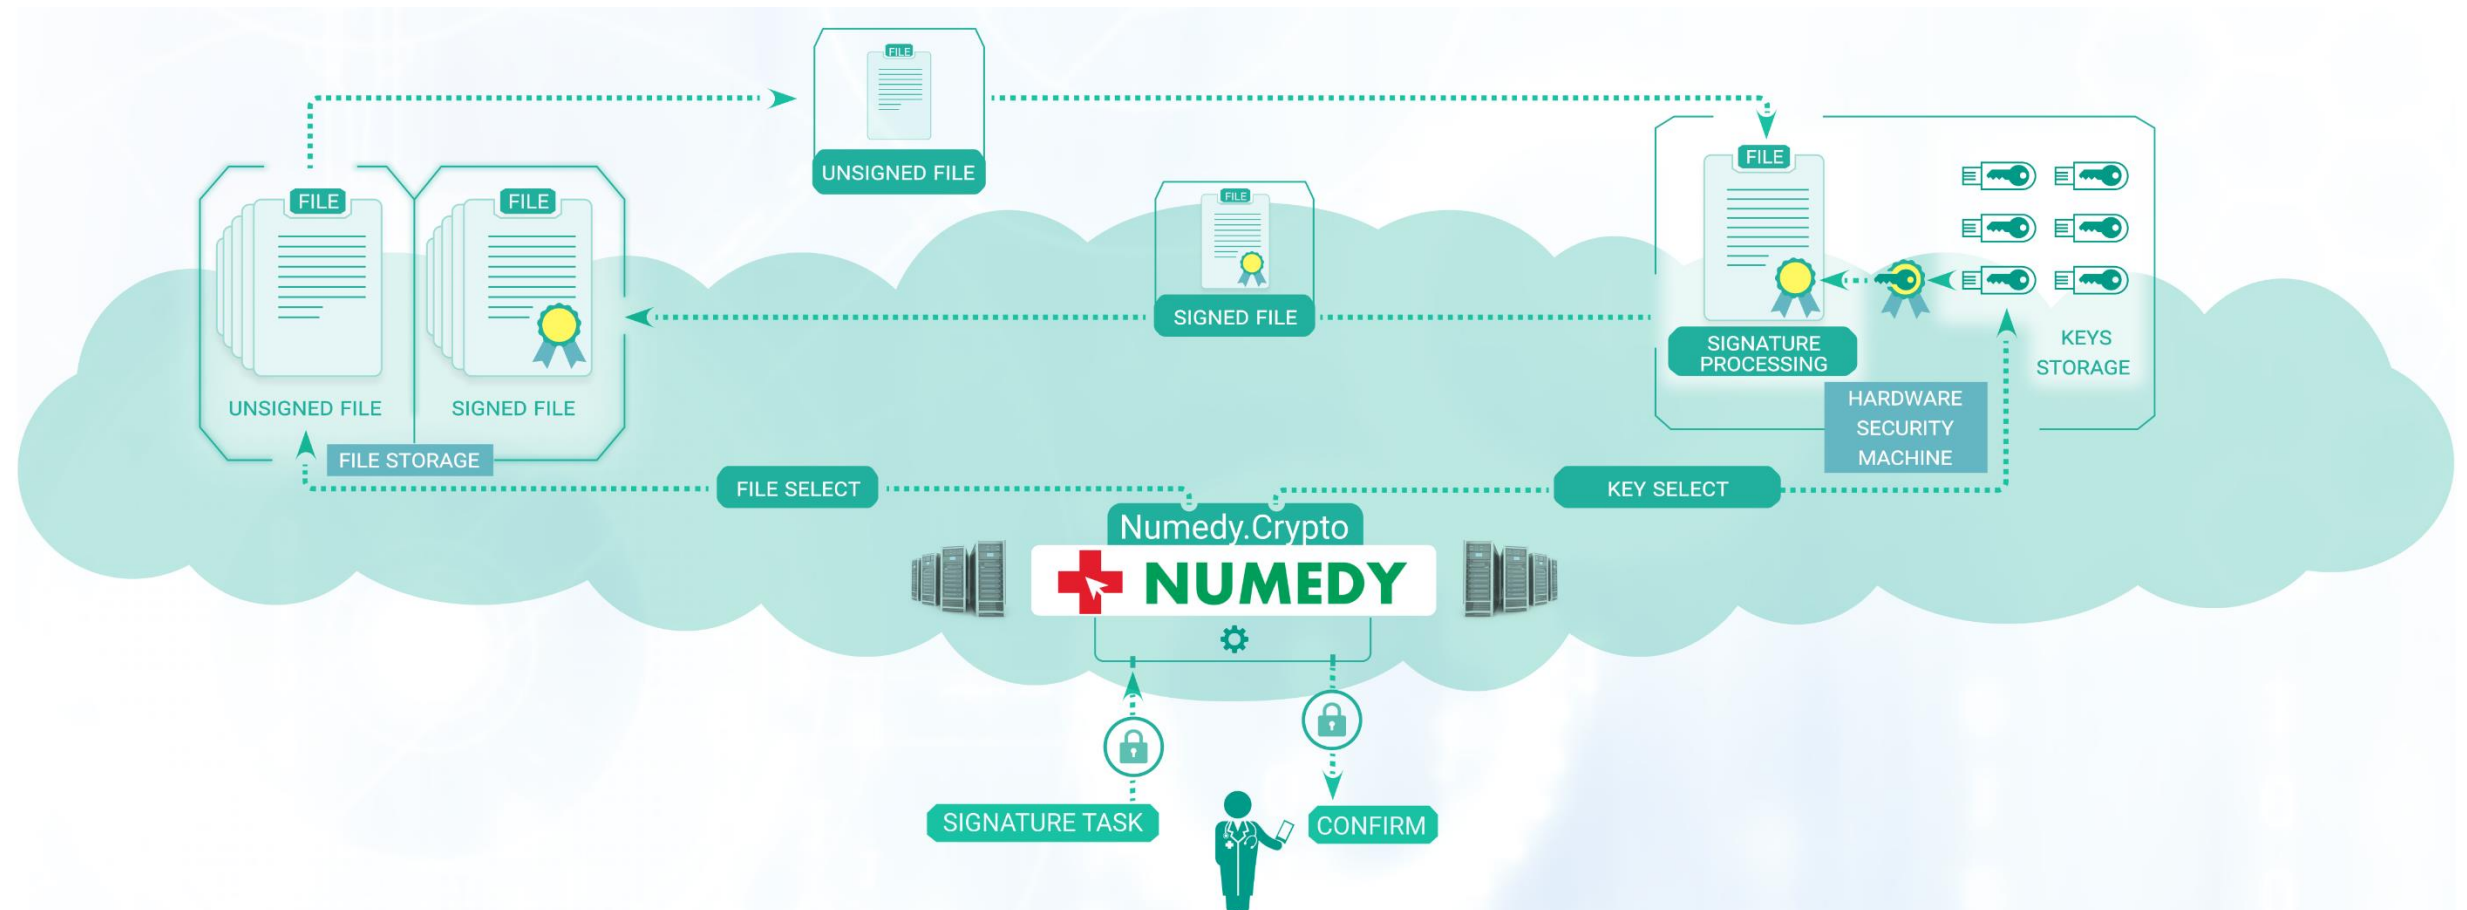 FILE
UNSIGNED FILE
FILE
FILE
SIGNED FILE
FILE
UNSIGNED FILE
FILE
SIGNED FILE
FILE STORAGE
SIGNATURE
PROCESSING
KEYS
STORAGE
HARDWARE
SECURITY
MACHINE
FILE SELECT
KEY SELECT
Numedy.Crypto
NUMEDY
SIGNATURE TASK
CONFIRM